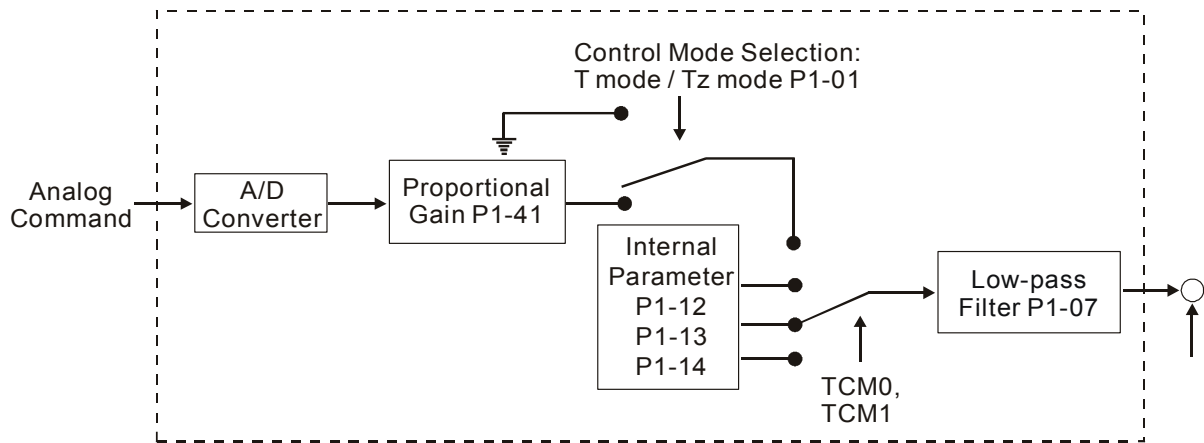 Control Mode Selection:
T mode / Tz mode P1-01
Analog
Command
A/D
Converter
Proportional
Gain P1-41
Internal
Parameter
P1-12
P1-13
P1-14
Low-pass
Filter P1-07
TCM0,
TCM1